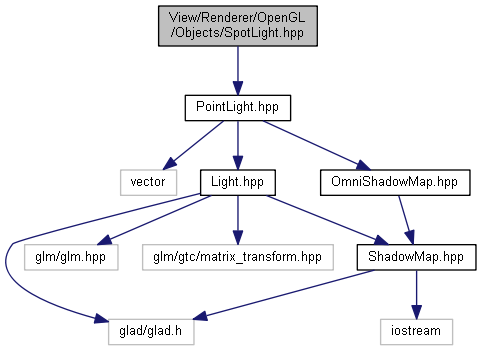 View/Renderer/OpenGL
/Objects/SpotLight.hpp
PointLight.hpp
vector
Light.hpp
OmniShadowMap.hpp
glm/glm.hpp
glm/gtc/matrix_transform.hpp
ShadowMap.hpp
glad/glad.h
iostream